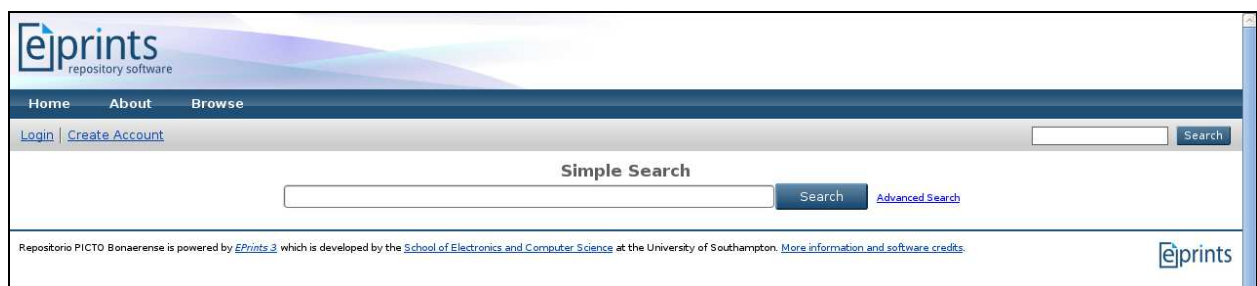 eprints
repository software
Home About Browse
Login | Create Account Search
Simple Search
Search Advanced Search
Repositorio PICTO Bonaerense is powered by EPrints 3 which is developed by the School of Electronics and Computer Science at the University of Southampton. More information and software credits.
eprints